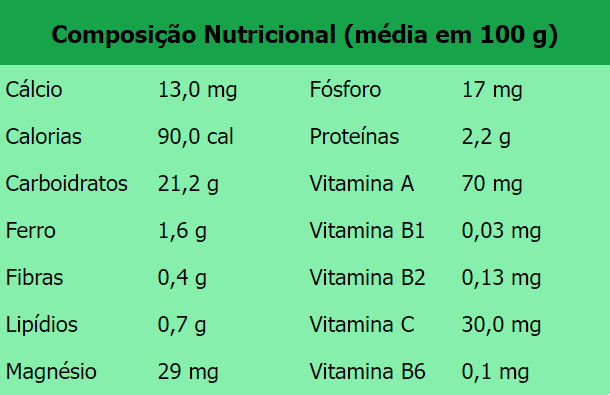 Composição Nutricional (média em 100 g)
Cálcio 13,0 mg Fósforo 17 mg
Calorias 90,0 cal Proteínas 2,2 g
Carboidratos 21,2 g Vitamina A 70 mg
Ferro 1,6 g Vitamina B1 0,03 mg
Fibras 0,4 g Vitamina B2 0,13 mg
Lipídios 0,7 g Vitamina C 30,0 mg
Magnésio 29 mg Vitamina B6 0,1 mg